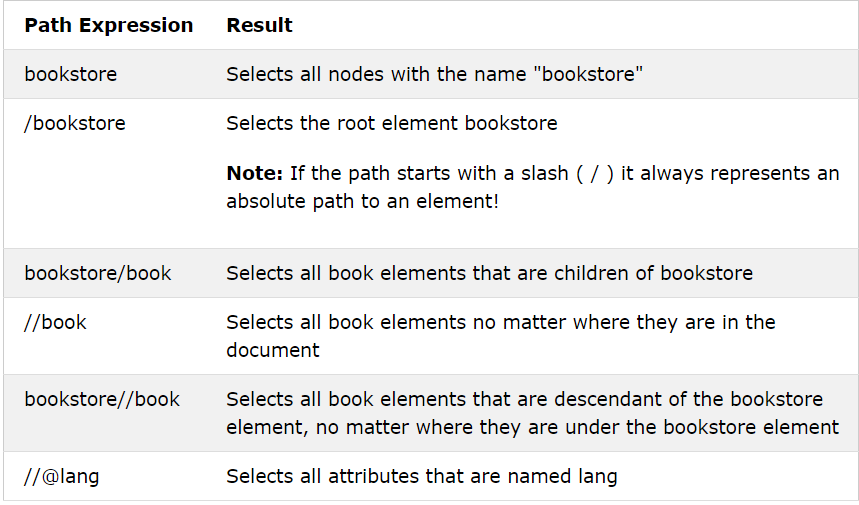 Path Expression Result
bookstore Selects all nodes with the name "bookstore"
/bookstore Selects the root element bookstore
Note: If the path starts with a slash ( / ) it always represents an
absolute path to an element!
bookstore/book Selects all book elements that are children of bookstore
//book Selects all book elements no matter where they are in the
document
bookstore//book Selects all book elements that are descendant of the bookstore
element, no matter where they are under the bookstore element
//@lang Selects all attributes that are named lang